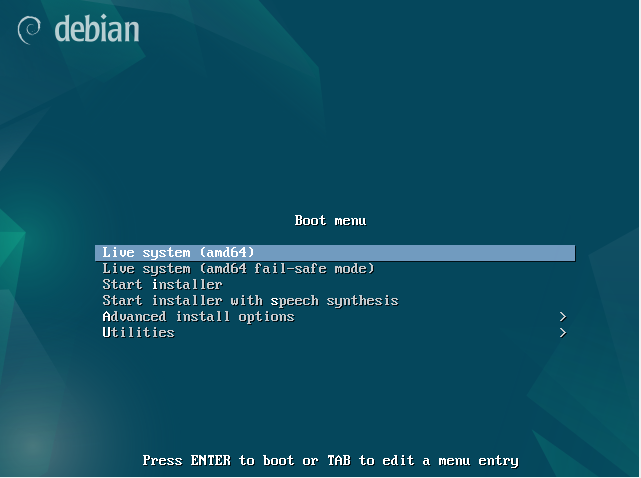 debian
Boot menu
Live system (amd64)
Live system (amd64 fail-safe mode)
Start installer
Start installer with speech synthesis
Advanced install options >
Utilities >
Press ENTER to boot or TAB to edit a menu entry